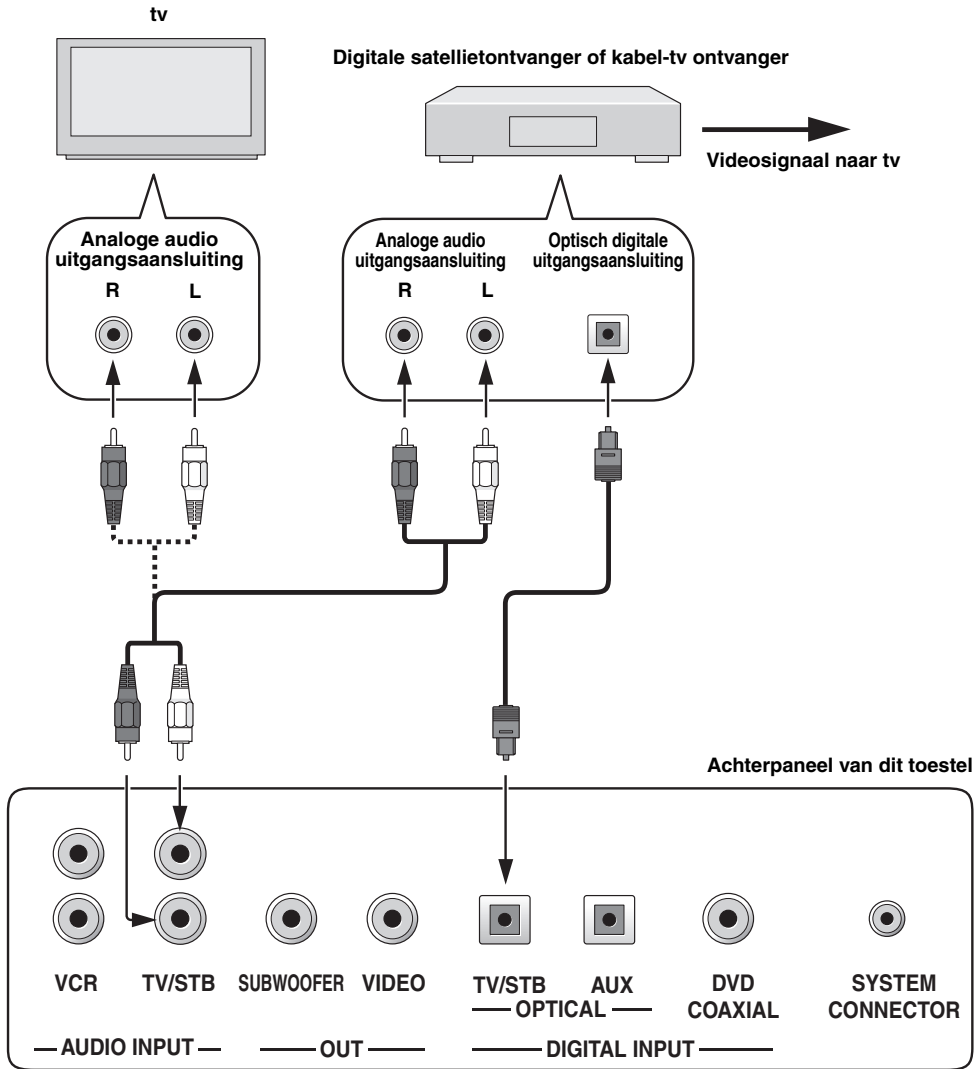 tv
Digitale satellietontvanger of kabel-tv ontvanger
Videosignaal naar tv
Analoge audio
uitgangsaansluiting
R L
Analoge audio
uitgangsaansluiting
R L
Optisch digitale
uitgangsaansluiting
Achterpaneel van dit toestel
VCR TV/STB SUBWOOFER VIDEO TV/STB AUX DVD SYSTEM
OPTICAL COAXIAL CONNECTOR
AUDIO INPUT OUT DIGITAL INPUT